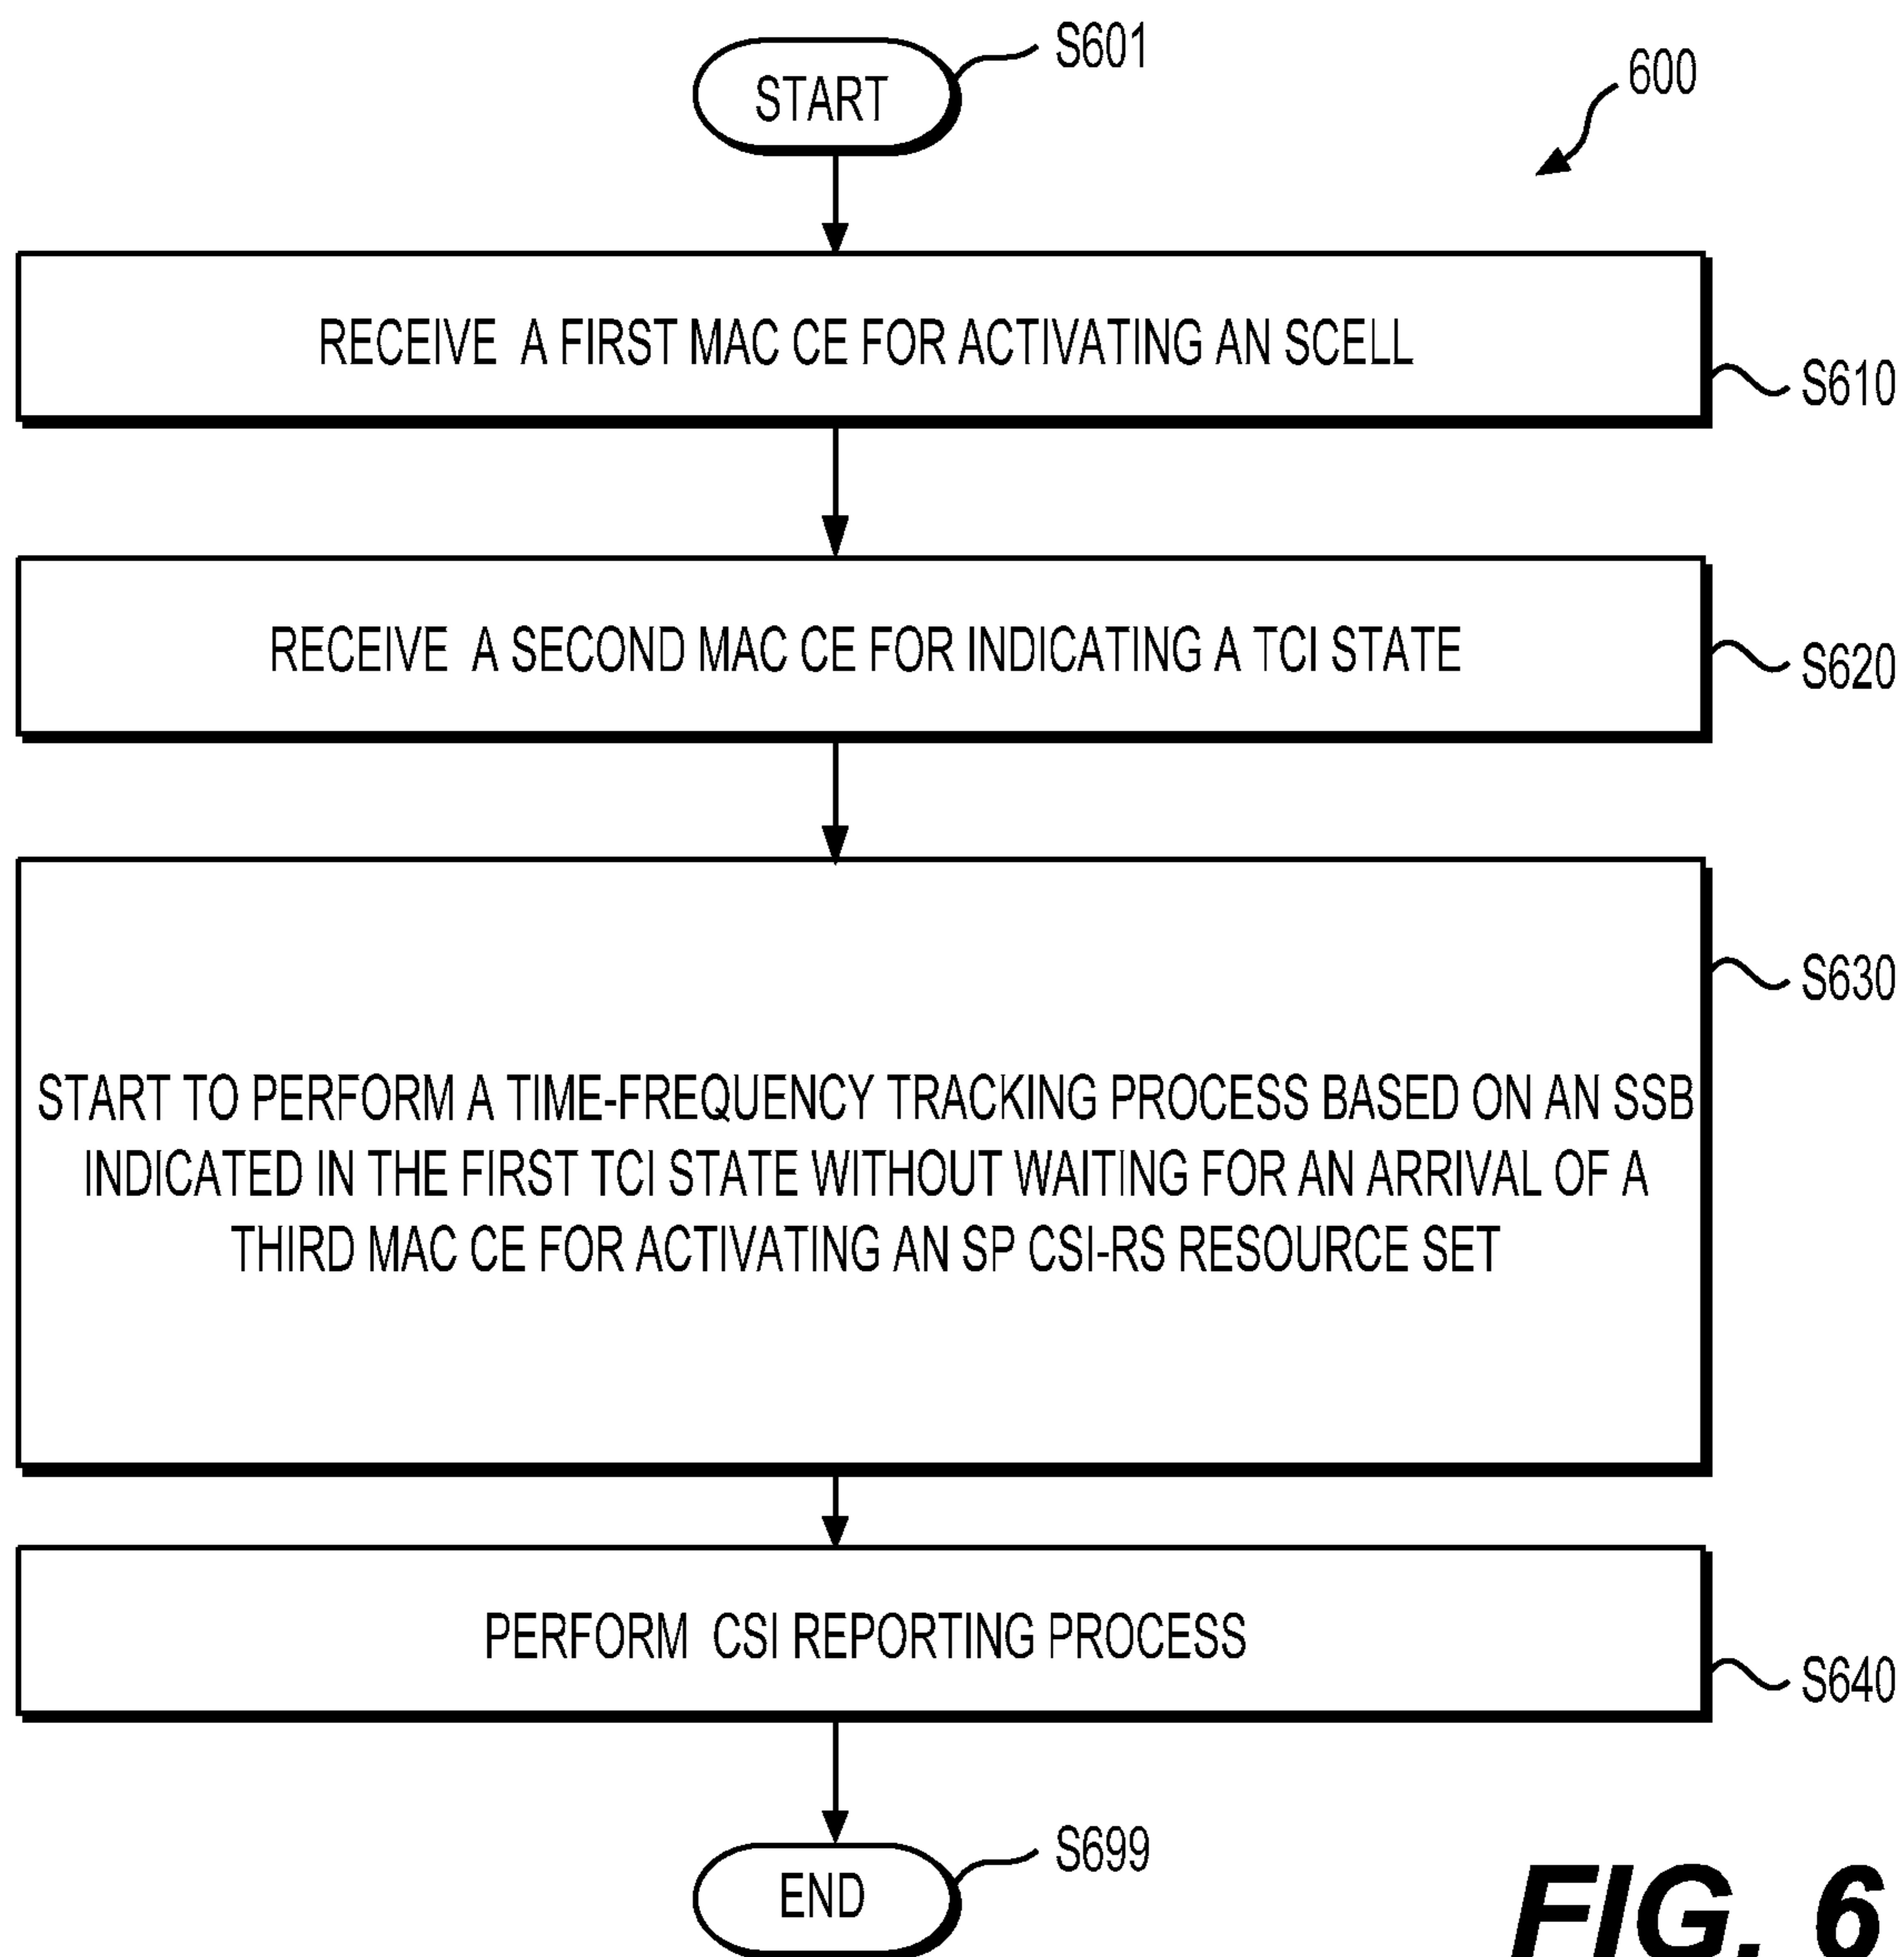 START
S601
600
RECEIVE A FIRST MAC CE FOR ACTIVATING AN SCELL
S610
RECEIVE A SECOND MAC CE FOR INDICATING A TCI STATE
S620
START TO PERFORM A TIME-FREQUENCY TRACKING PROCESS BASED ON AN SSB
INDICATED IN THE FIRST TCI STATE WITHOUT WAITING FOR AN ARRIVAL OF A
THIRD MAC CE FOR ACTIVATING AN SP CSI-RS RESOURCE SET
S630
PERFORM CSI REPORTING PROCESS
S640
END
S699
FIG. 6